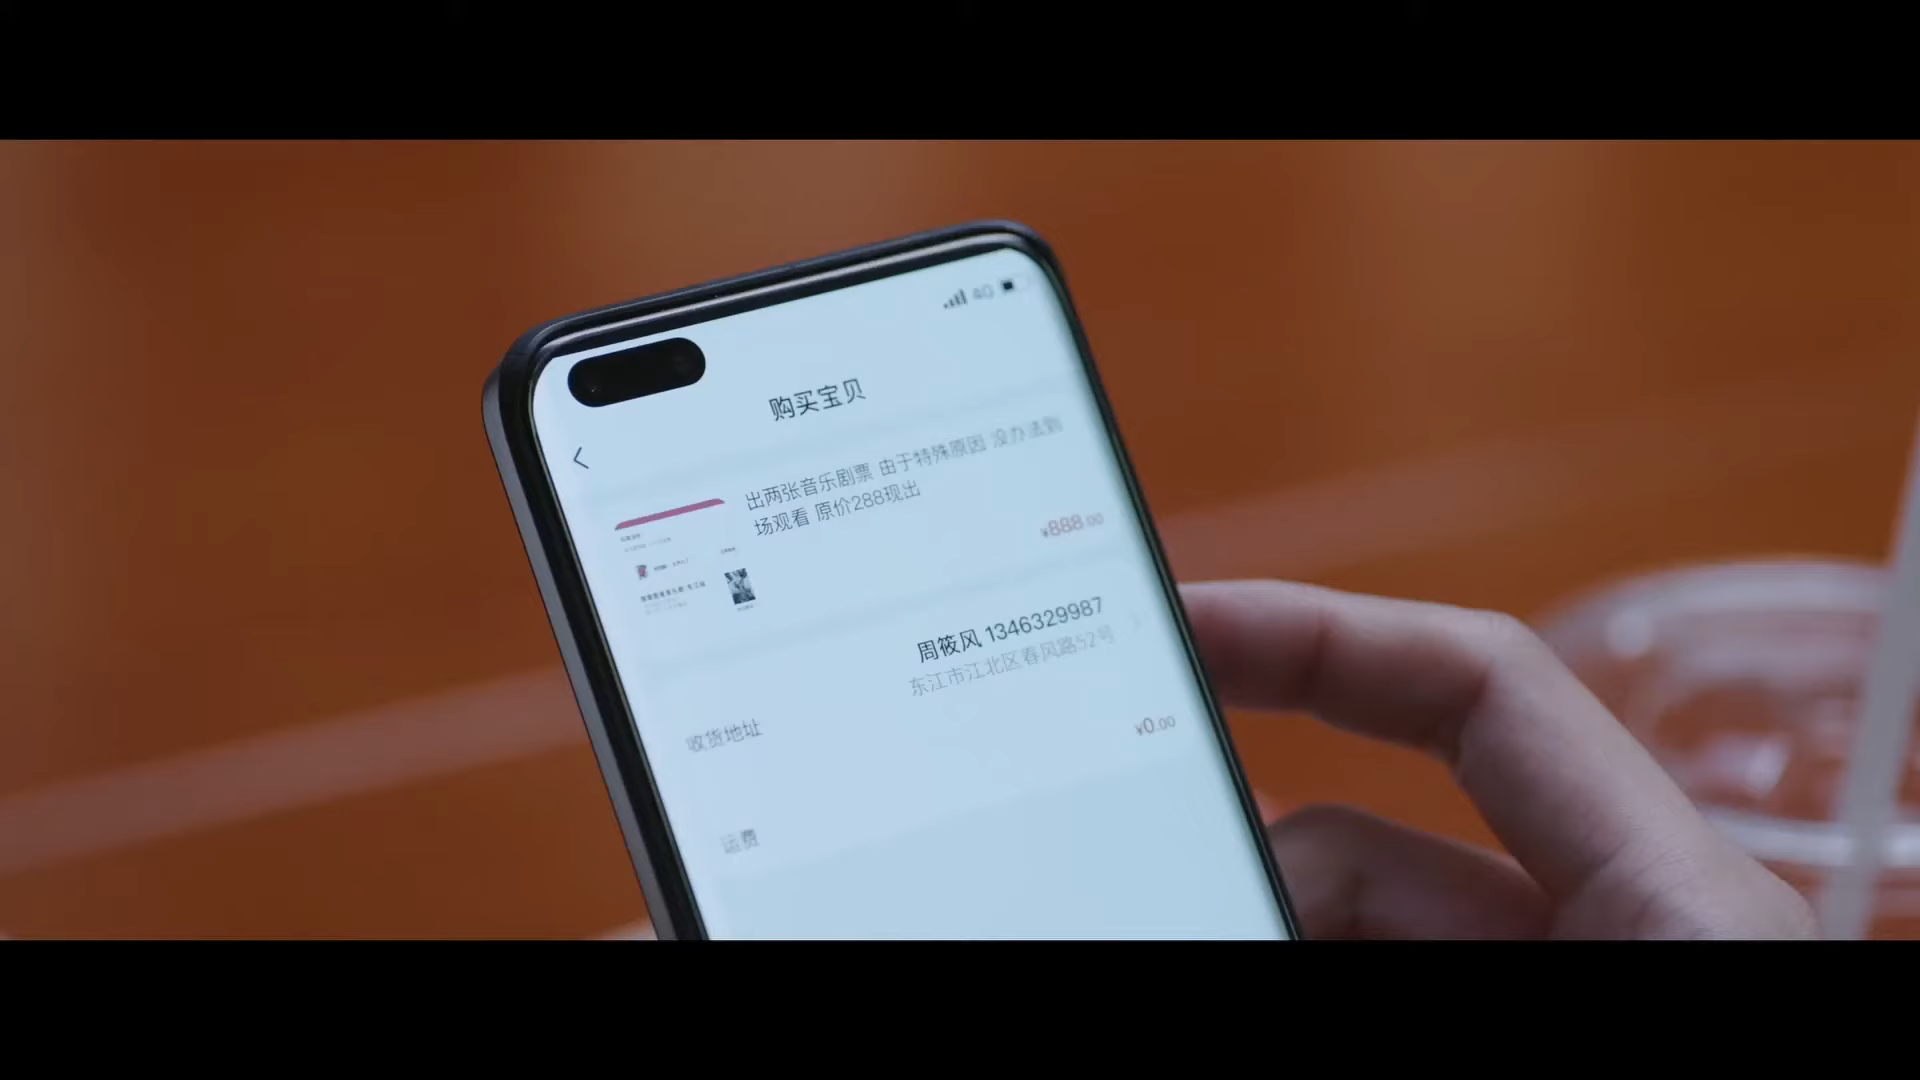 4G
购买宝贝
出两张音乐剧票 由于特殊原因 没办法到
场观看 原价288现出
¥888.00
周筱风 1346329987
东江市江北区春风路52号
收货地址
¥0.00
运费